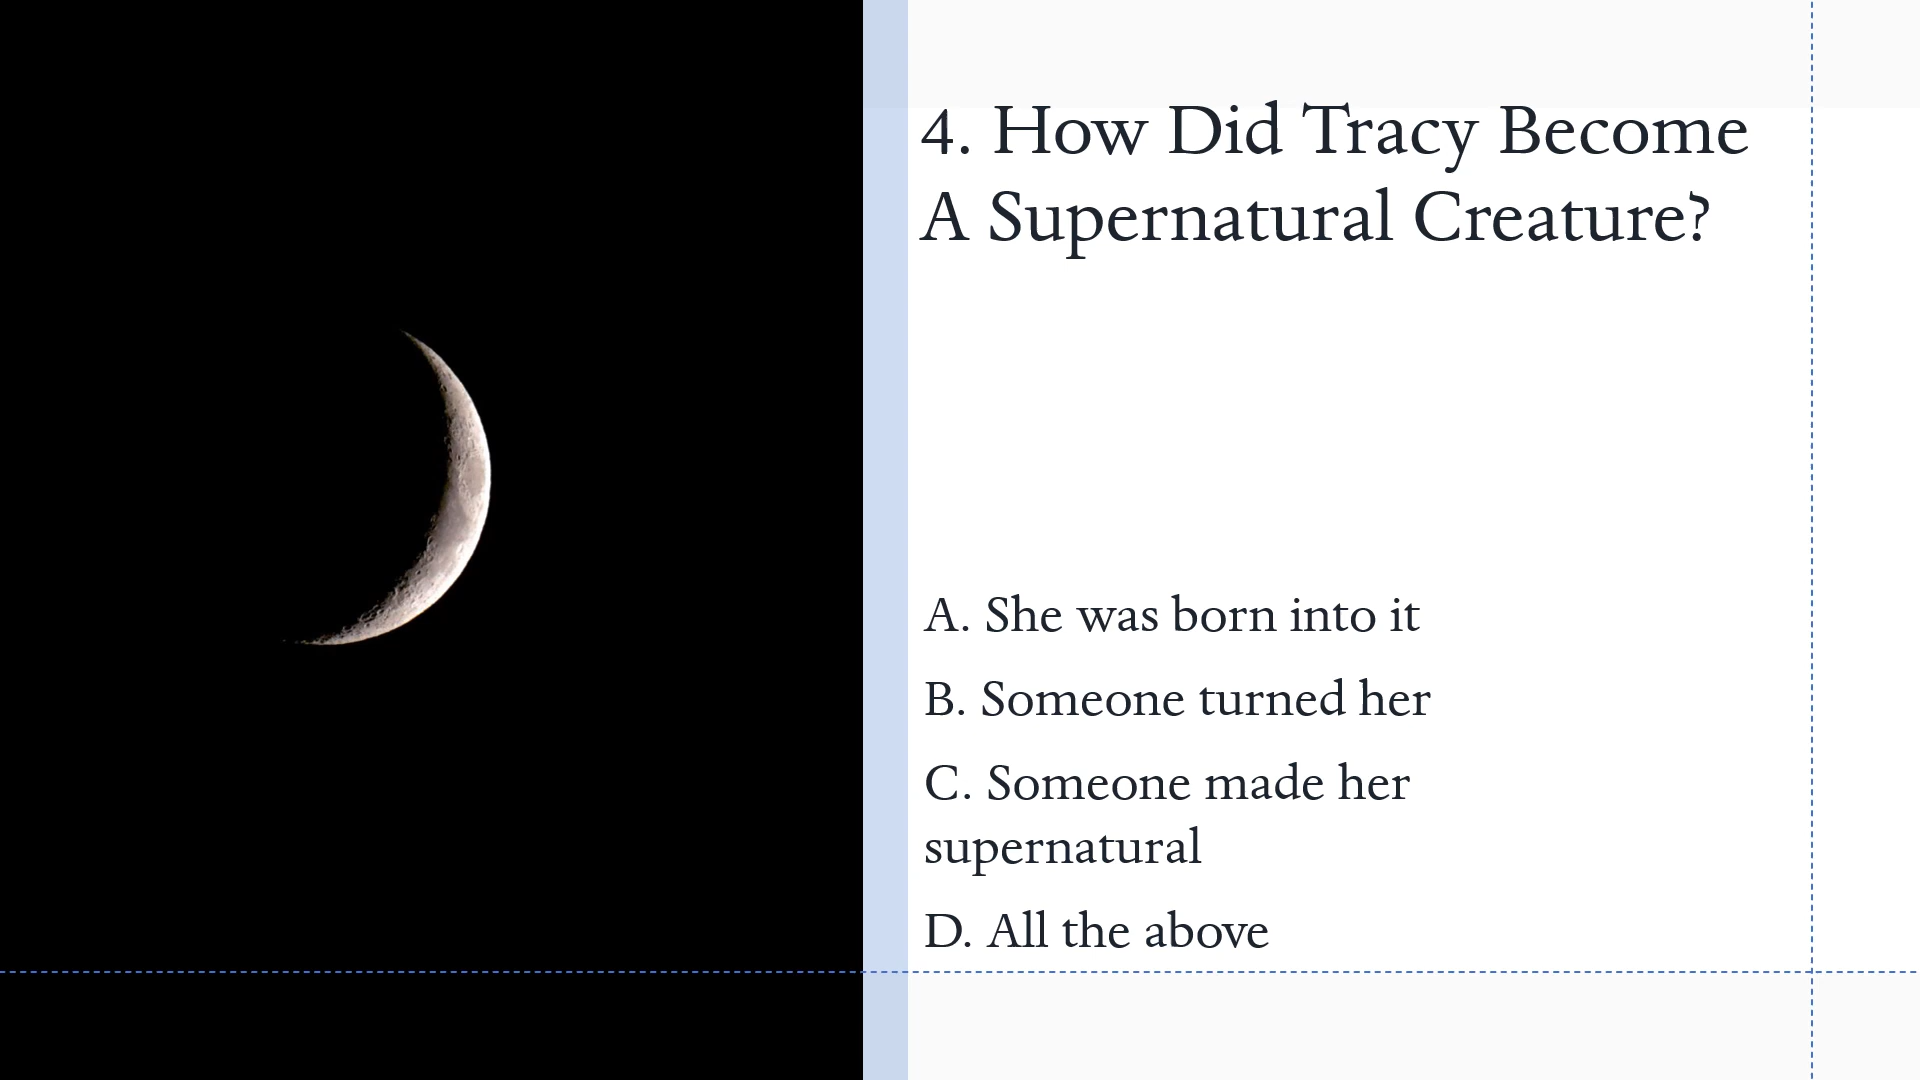 4. How Did Tracy Become
A Supernatural Creature?
A. She was born into it
B. Someone turned her
C. Someone made her
supernatural
D. All the above